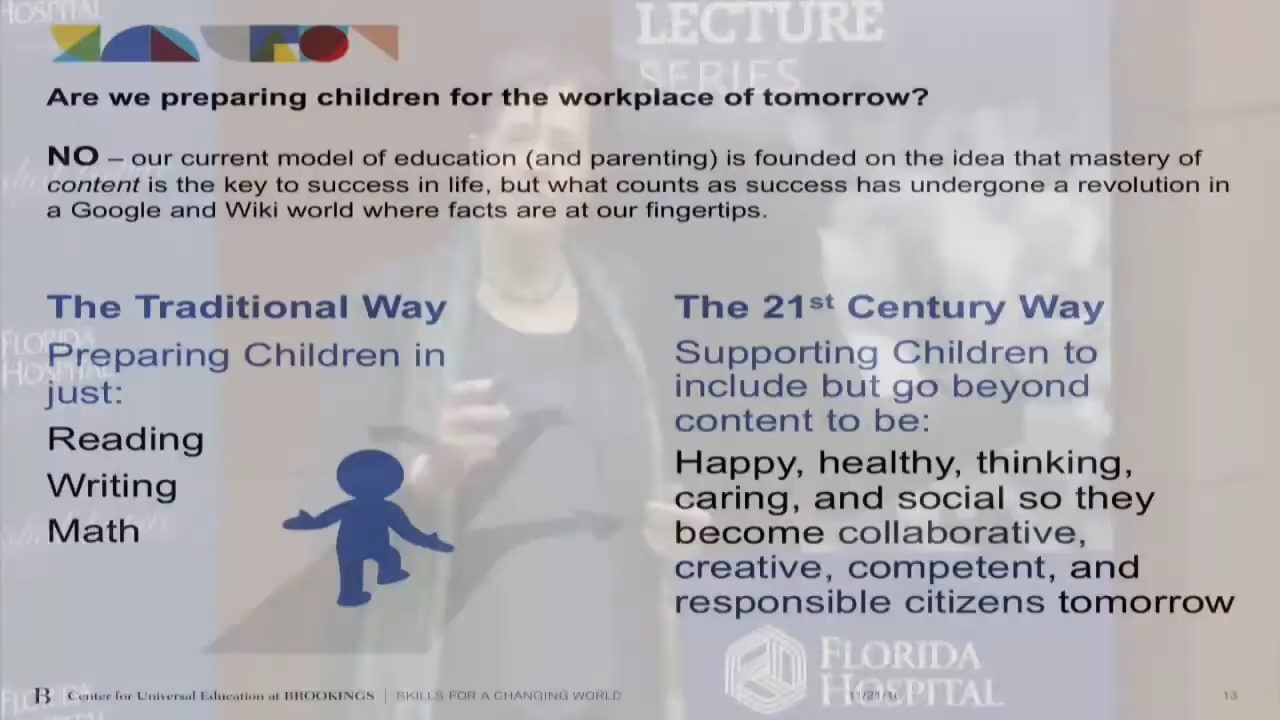 HOSPITAL
LECTURE
SERIES
Are we preparing children for the workplace of tomorrow?
NO – our current model of education (and parenting) is founded on the idea that mastery of
content is the key to success in life, but what counts as success has undergone a revolution in
a Google and Wiki world where facts are at our fingertips.
The Traditional Way
Preparing Children in
just:
Reading
Writing
Math
The 21st Century Way
Supporting Children to
include but go beyond
content to be:
Happy, healthy, thinking,
caring, and social so they
become collaborative,
creative, competent, and
responsible citizens tomorrow
FLORIDA
HOSPITAL
FLORIDA
HOSPITAL
B Center for Universal Education at BROOKINGS | SKILLS FOR A CHANGING WORLD
13